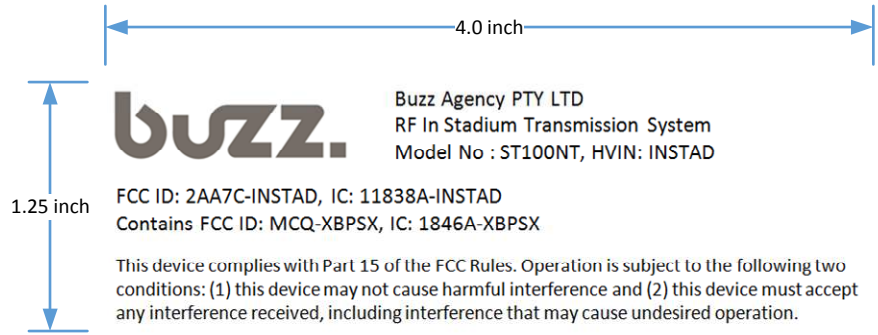 4.0 inch
buzz.
Buzz Agency PTY LTD
RF In Stadium Transmission System
Model No : ST100NT, HVIN: INSTAD
1.25 inch
FCC ID: 2AA7C-INSTAD, IC: 11838A-INSTAD
Contains FCC ID: MCQ-XBPSX, IC: 1846A-XBPSX
This device complies with Part 15 of the FCC Rules. Operation is subject to the following two
conditions: (1) this device may not cause harmful interference and (2) this device must accept
any interference received, including interference that may cause undesired operation.